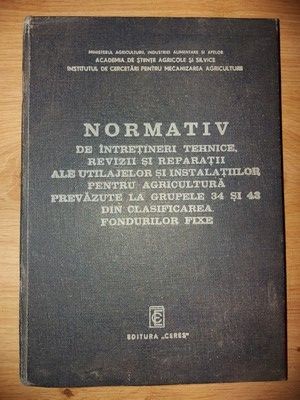 MINISTERUL AGRICULTURII, INDUSTRIEI ALIMENTARE SI APELOR
ACADEMIA DE ȘTIINȚE AGRICOLE ȘI SILVICE
INSTITUTUL DE CERCETĂRI PENTRU MECANIZAREA AGRICULTURII
NORMATIV
DE ÎNTREȚINERI TEHNICE,
REVIZII ȘI REPARAȚII
ALE UTILAJELOR ȘI INSTALAȚIILOR
PENTRU AGRICULTURĂ
PREVĂZUTE LA GRUPELE 34 ȘI 43
DIN CLASIFICAREA
FONDURILOR FIXE
EDITURA „CERES"